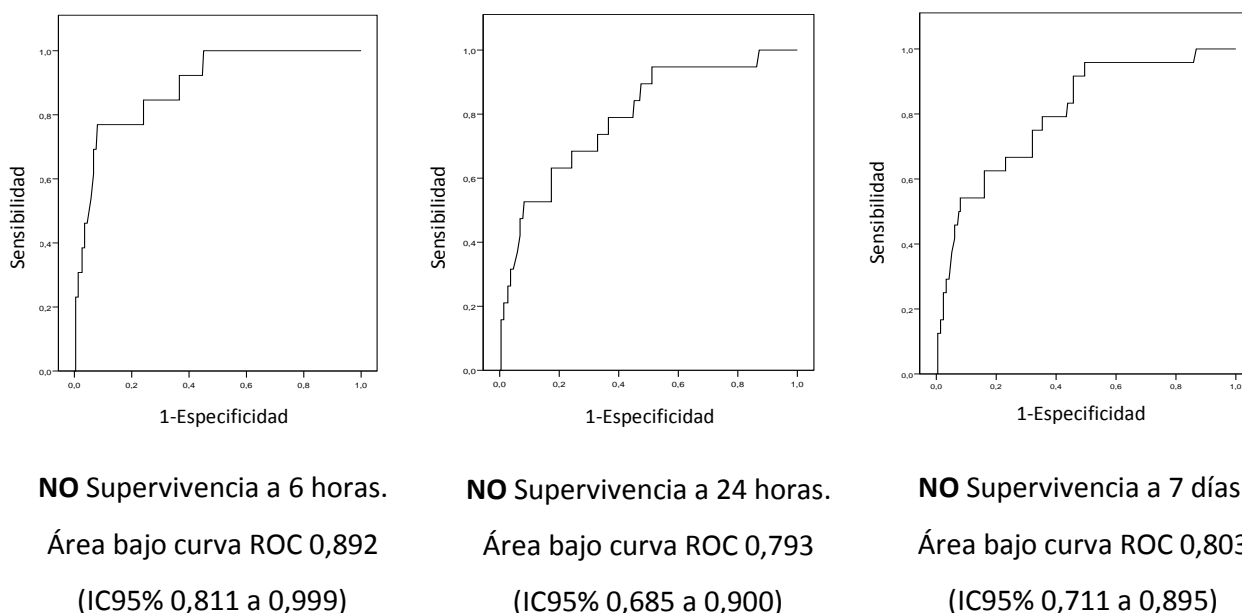 1,0
0,8
0,6
0,4
0,2
0,0
Sensibilidad
0,0 0,2 0,4 0,6 0,8 1,0
1-Especificidad
NO Supervivencia a 6 horas.
Área bajo curva ROC 0,892
(IC95% 0,811 a 0,999)
1,0
0,8
0,6
0,4
0,2
0,0
Sensibilidad
0,0 0,2 0,4 0,6 0,8 1,0
1-Especificidad
NO Supervivencia a 24 horas.
Área bajo curva ROC 0,793
(IC95% 0,685 a 0,900)
1,0
0,8
0,6
0,4
0,2
0,0
Sensibilidad
0,0 0,2 0,4 0,6 0,8 1,0
1-Especificidad
NO Supervivencia a 7 días
Área bajo curva ROC 0,803
(IC95% 0,711 a 0,895)